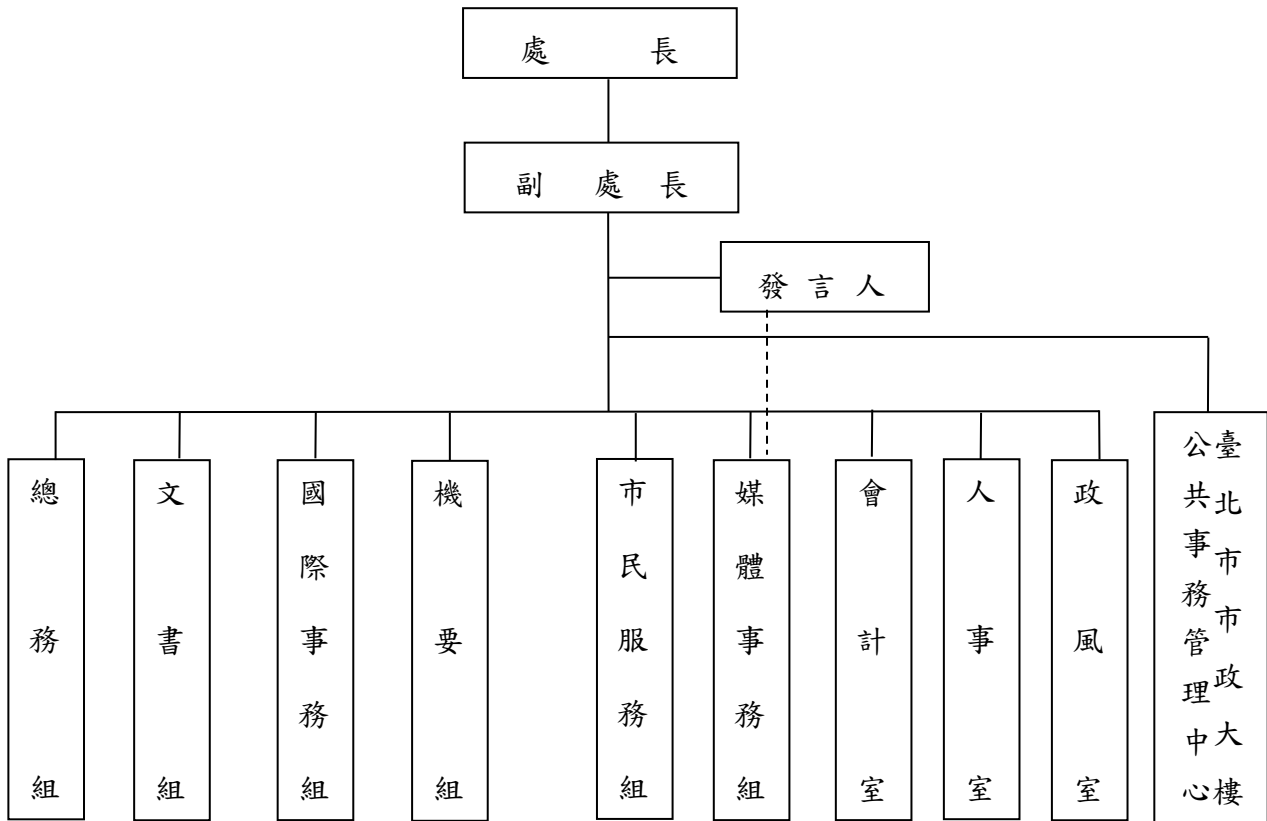 處長
副處長
發言人
總務組
文書組
國際事務組
機要組
市民服務組
媒體事務組
會計室
人事室
政風室
臺北市市政大樓
公共事務管理中心